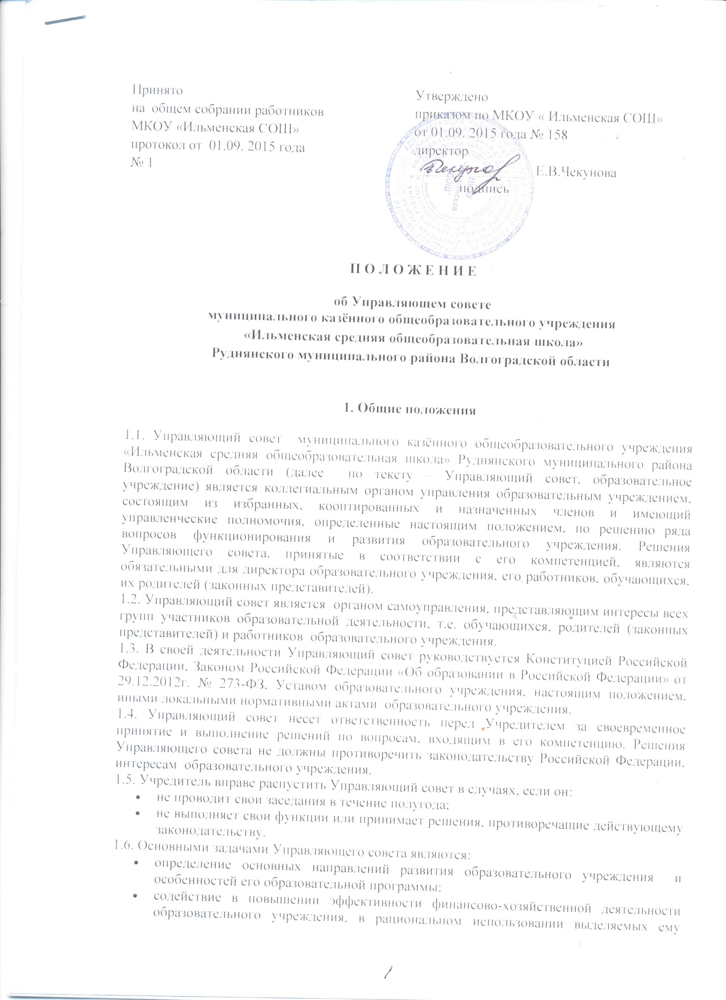 Принято
на общем собрании работников
МКОУ «Ильменская СОШ»
протокол от 01.09. 2015 года
№ 1
Утверждено
приказом по МКОУ « Ильменская СОШ»
от 01.09. 2015 года № 158
директор
Е.В.Чекунова
подпись
П О Л О Ж Е Н И Е
об Управляющем совете
муниципального казённого общеобразовательного учреждения
«Ильменская средняя общеобразовательная школа»
Руднянского муниципального района Волгоградской области
1. Общие положения
1.1. Управляющий совет муниципального казённого общеобразовательного учреждения
«Ильменская средняя общеобразовательная школа» Руднянского муниципального района
Волгоградской области (далее по тексту – Управляющий совет, образовательное
учреждение) является коллегиальным органом управления образовательным учреждением,
состоящим из избранных, кооптированных и назначенных членов и имеющий
управленческие полномочия, определенные настоящим положением, по решению ряда
вопросов функционирования и развития образовательного учреждения. Решения
Управляющего совета, принятые в соответствии с его компетенцией, являются
обязательными для директора образовательного учреждения, его работников, обучающихся,
их родителей (законных представителей).
1.2. Управляющий совет является органом самоуправления, представляющим интересы всех
групп участников образовательной деятельности, т.е. обучающихся, родителей (законных
представителей) и работников образовательного учреждения.
1.3. В своей деятельности Управляющий совет руководствуется Конституцией Российской
Федерации, Законом Российской Федерации «Об образовании в Российской Федерации» от
29.12.2012г. № 273-ФЗ, Уставом образовательного учреждения, настоящим положением,
иными локальными нормативными актами образовательного учреждения.
1.4. Управляющий совет несет ответственность перед Учредителем за своевременное
принятие и выполнение решений по вопросам, входящим в его компетенцию. Решения
Управляющего совета не должны противоречить законодательству Российской Федерации,
интересам образовательного учреждения.
1.5. Учредитель вправе распустить Управляющий совет в случаях, если он:
• не проводит свои заседания в течение полугода;
• не выполняет свои функции или принимает решения, противоречащие действующему
законодательству.
1.6. Основными задачами Управляющего совета являются:
• определение основных направлений развития образовательного учреждения и
особенностей его образовательной программы;
• содействие в повышении эффективности финансово-хозяйственной деятельности
образовательного учреждения, в рациональном использовании выделяемых ему
1